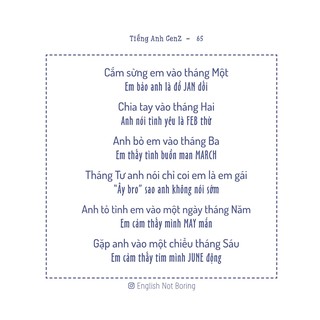 Tiếng Anh GenZ - 65
Cắm sừng em vào tháng Một
Em bảo anh là đồ JAN dối
Chia tay vào tháng Hai
Anh nói tình yêu là FEB thử
Anh bỏ em vào tháng Ba
Em thấy tình buồn man MARCH
Tháng Tư anh nói chỉ coi em là em gái
"Ấy bro" sao anh không nói sớm
Anh tỏ tình em vào một ngày tháng Năm
Em cảm thấy mình MAY mắn
Gặp anh vào một chiều tháng Sáu
Em cảm thấy tim mình JUNE động
English Not Boring